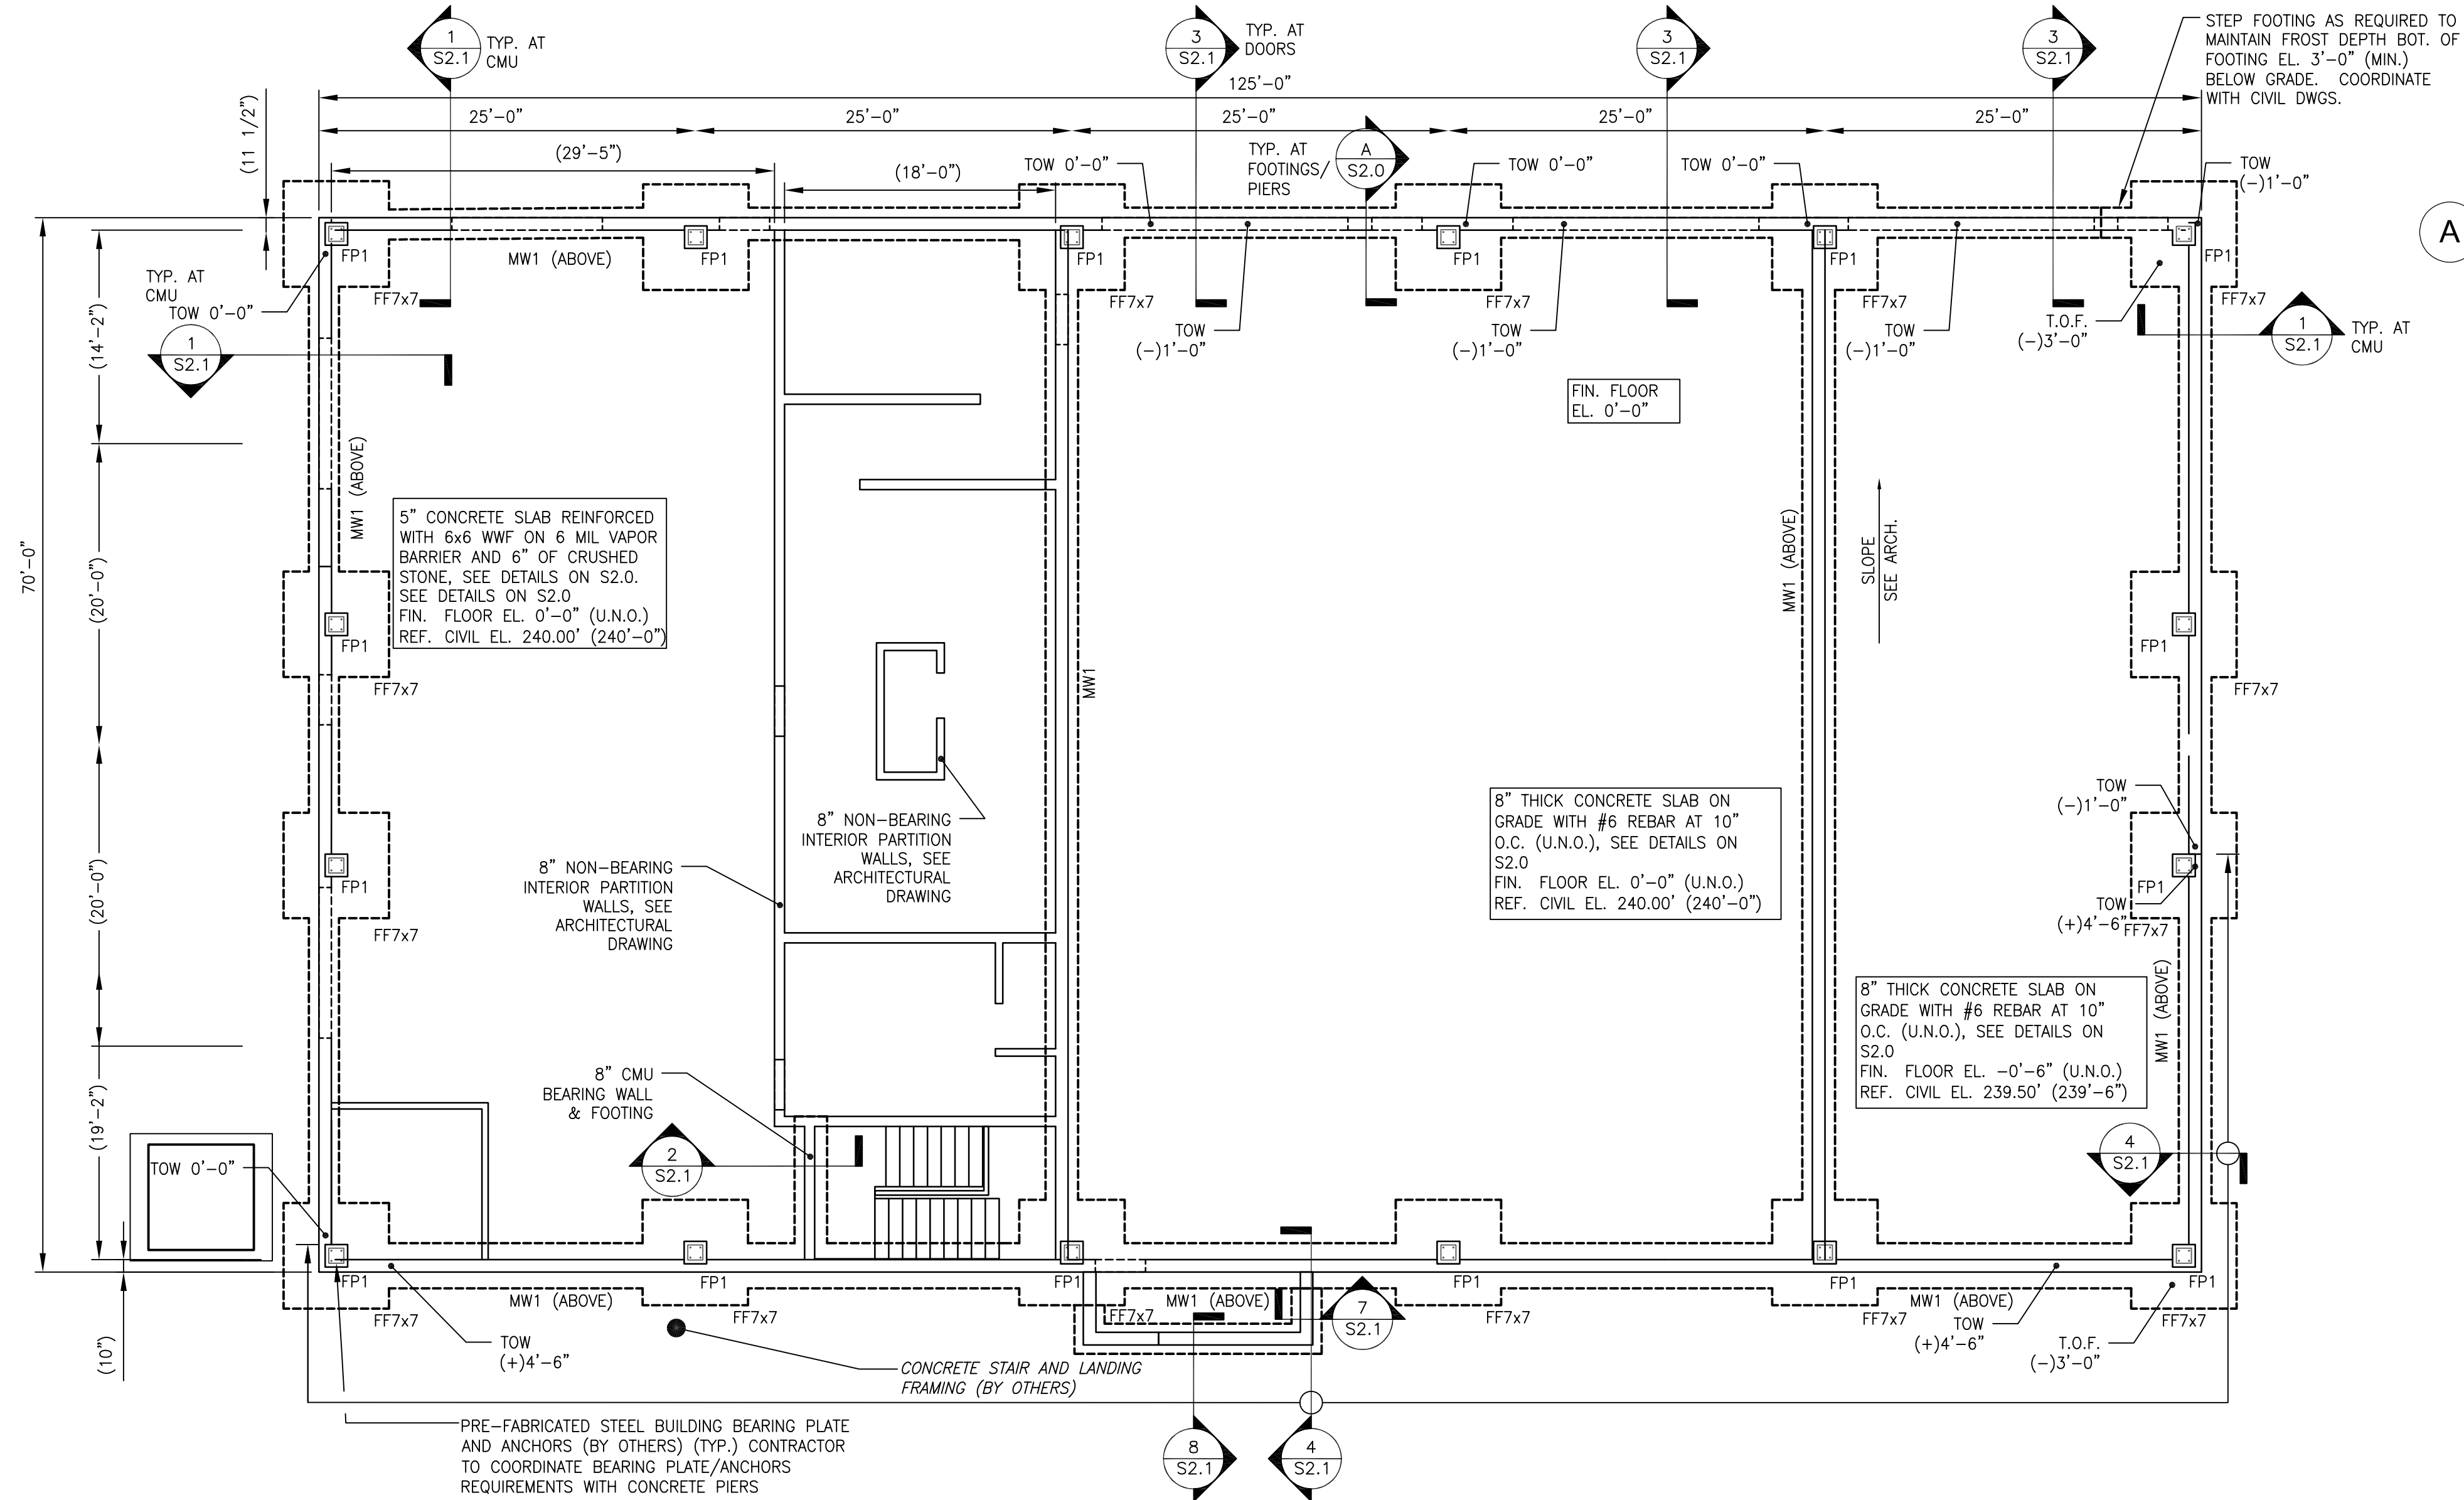 1
S2.1
TYP. AT
CMU
3
S2.1
TYP. AT
DOORS
3
S2.1
3
S2.1
STEP FOOTING AS REQUIRED TO
MAINTAIN FROST DEPTH BOT. OF
FOOTING EL. 3'-0" (MIN.)
BELOW GRADE. COORDINATE
WITH CIVIL DWGS.
125'-0"
25'-0"
25'-0"
25'-0"
25'-0"
25'-0"
(11 1/2")
(29'-5")
(18'-0")
TOW 0'-0"
TYP. AT
FOOTINGS/
PIERS
A
S2.0
TOW 0'-0"
TOW 0'-0"
TOW
(-)1'-0"
A
FP1
FP1
FP1
FP1
FP1
FP1
MW1 (ABOVE)
FF7x7
FF7x7
FF7x7
FF7x7
FF7x7
TYP. AT
CMU
TOW 0'-0"
1
S2.1
TOW
(-)1'-0"
TOW
(-)1'-0"
TOW
(-)1'-0"
T.O.F.
(-)3'-0"
1
S2.1
TYP. AT
CMU
(14'-2")
FIN. FLOOR
EL. 0'-0"
MW1 (ABOVE)
70'-0"
(20'-0")
5" CONCRETE SLAB REINFORCED
WITH 6x6 WWF ON 6 MIL VAPOR
BARRIER AND 6" OF CRUSHED
STONE, SEE DETAILS ON S2.0.
SEE DETAILS ON S2.0
FIN. FLOOR EL. 0'-0" (U.N.O.)
REF. CIVIL EL. 240.00' (240'-0")
MW1 (ABOVE)
SLOPE
SEE ARCH.
FP1
FF7x7
MW1
FP1
FF7x7
8" NON-BEARING
INTERIOR PARTITION
WALLS, SEE
ARCHITECTURAL
DRAWING
8" NON-BEARING
INTERIOR PARTITION
WALLS, SEE
ARCHITECTURAL
DRAWING
8" THICK CONCRETE SLAB ON
GRADE WITH #6 REBAR AT 10"
O.C. (U.N.O.), SEE DETAILS ON
S2.0
FIN. FLOOR EL. 0'-0" (U.N.O.)
REF. CIVIL EL. 240.00' (240'-0")
TOW
(-)1'-0"
FP1
TOW
(+)4'-6"
FF7x7
(20'-0")
FP1
FF7x7
8" THICK CONCRETE SLAB ON
GRADE WITH #6 REBAR AT 10"
O.C. (U.N.O.), SEE DETAILS ON
S2.0
FIN. FLOOR EL. -0'-6" (U.N.O.)
REF. CIVIL EL. 239.50' (239'-6")
MW1 (ABOVE)
(19'-2")
8" CMU
BEARING WALL
& FOOTING
2
S2.1
4
S2.1
TOW 0'-0"
FP1
FP1
FP1
FP1
FP1
FP1
MW1 (ABOVE)
MW1 (ABOVE)
MW1 (ABOVE)
FF7x7
FF7x7
FF7x7
FF7x7
FF7x7
FF7x7
7
S2.1
(10")
TOW
(+)4'-6"
TOW
(+)4'-6"
T.O.F.
(-)3'-0"
CONCRETE STAIR AND LANDING
FRAMING (BY OTHERS)
PRE-FABRICATED STEEL BUILDING BEARING PLATE
AND ANCHORS (BY OTHERS) (TYP.) CONTRACTOR
TO COORDINATE BEARING PLATE/ANCHORS
REQUIREMENTS WITH CONCRETE PIERS
8
S2.1
4
S2.1